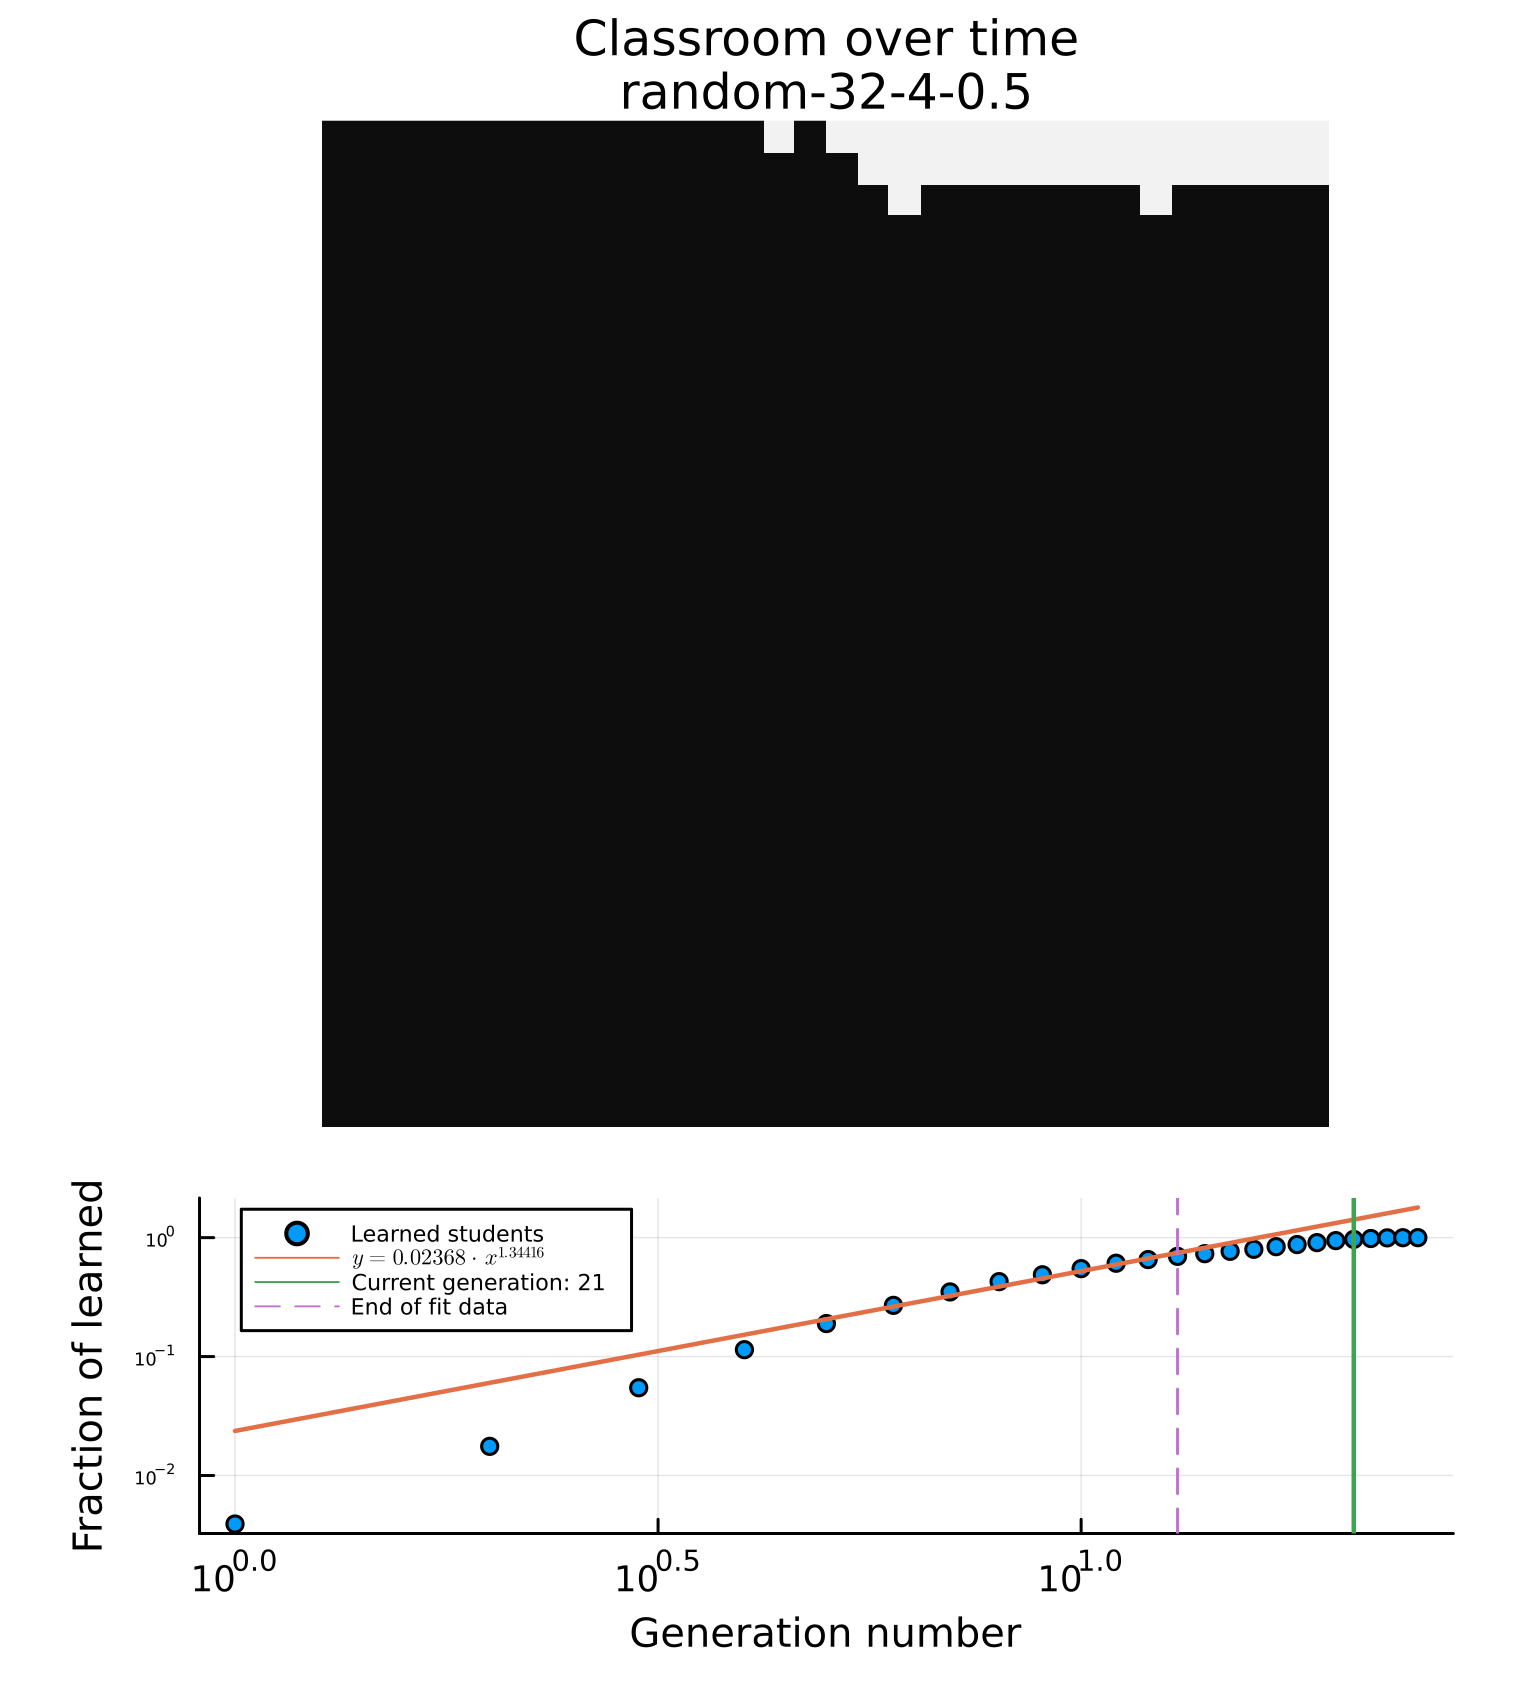 Classroom over time
random-32-4-0.5
Fraction of learned
10⁰
10⁻¹
10⁻²
Learned students
y = 0.02368 · x^1.34416
Current generation: 21
End of fit data
10^0.0
10^0.5
10^1.0
Generation number